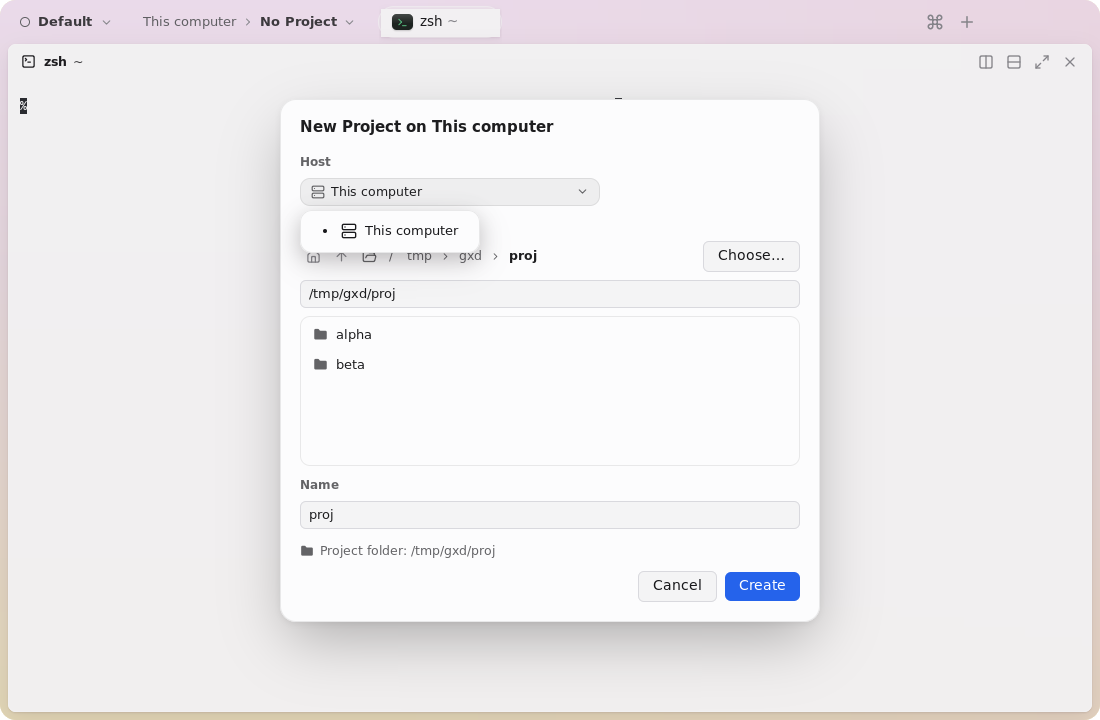 Default This computer › No Project zsh ~
zsh ~
%
New Project on This computer
Host
This computer
• This computer
/ tmp › gxd › proj Choose...
/tmp/gxd/proj
alpha
beta
Name
proj
Project folder: /tmp/gxd/proj
Cancel Create